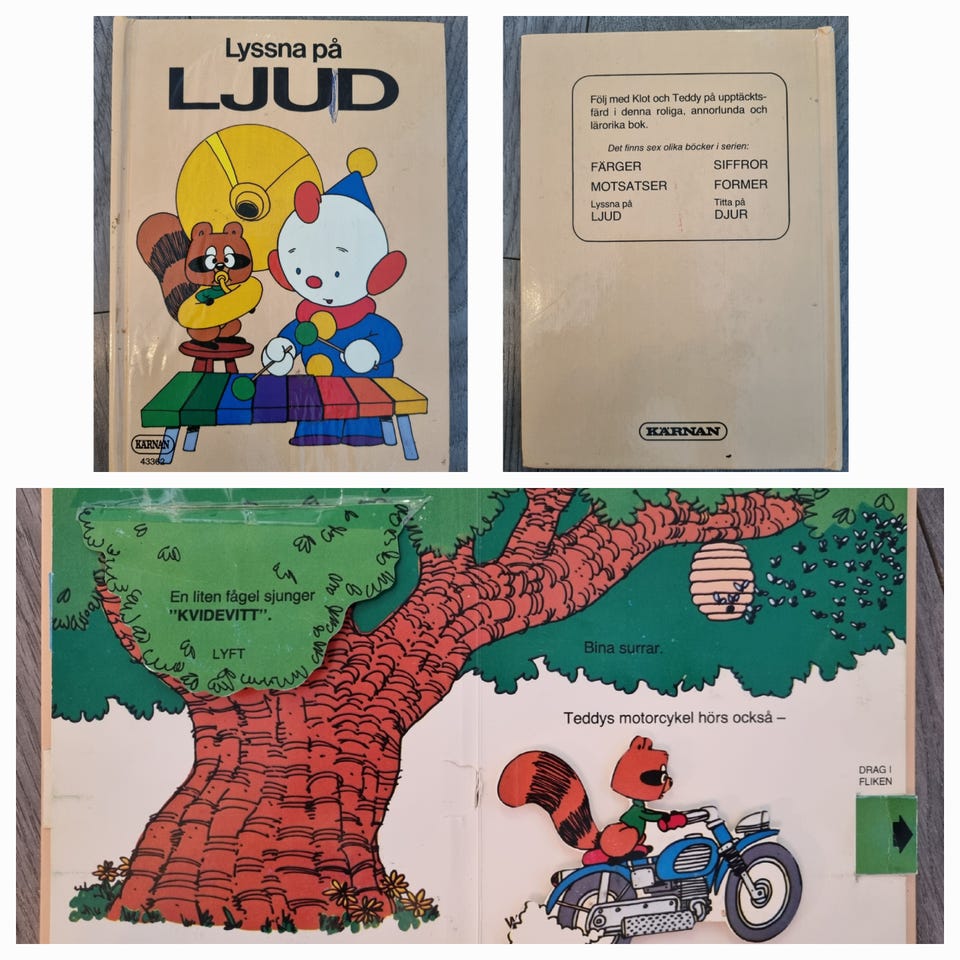 Lyssna på
LJUD
KÄRNAN
43362
Följ med Klot och Teddy på upptäckts-
färd i denna roliga, annorlunda och
lärorika bok.
Det finns sex olika böcker i serien:
FÄRGER SIFFROR
MOTSATSER FORMER
Lyssna på Titta på
LJUD DJUR
KÄRNAN
En liten fågel sjunger
"KVIDEVITT".
LYFT
Bina surrar.
Teddys motorcykel hörs också –
DRAG I
FLIKEN